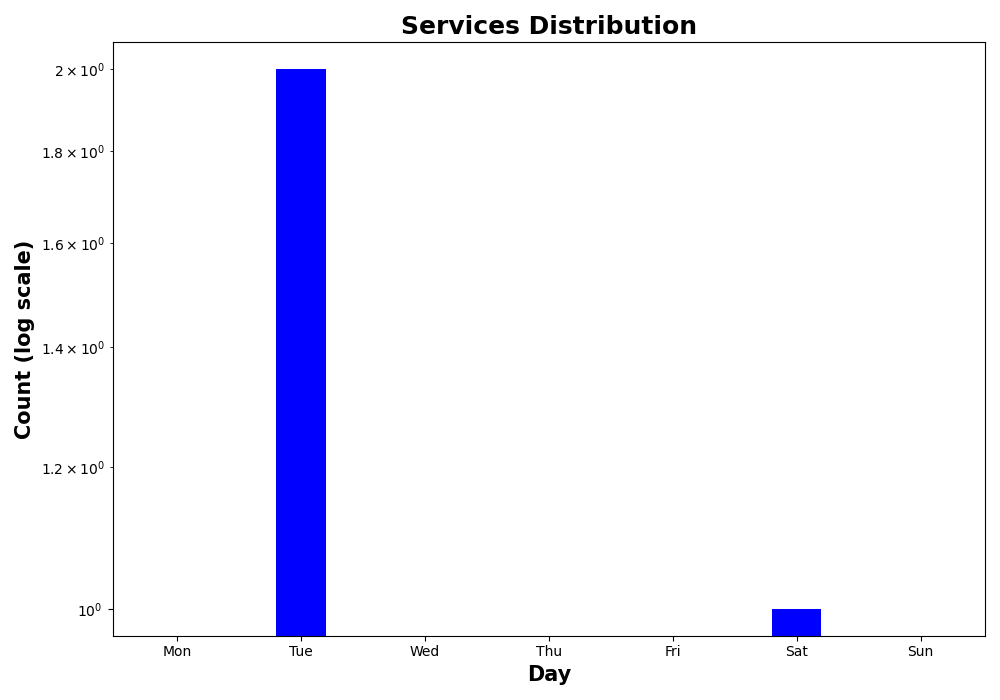 Services Distribution
Count (log scale)
2 × 10⁰
1.8 × 10⁰
1.6 × 10⁰
1.4 × 10⁰
1.2 × 10⁰
10⁰
Mon Tue Wed Thu Fri Sat Sun
Day